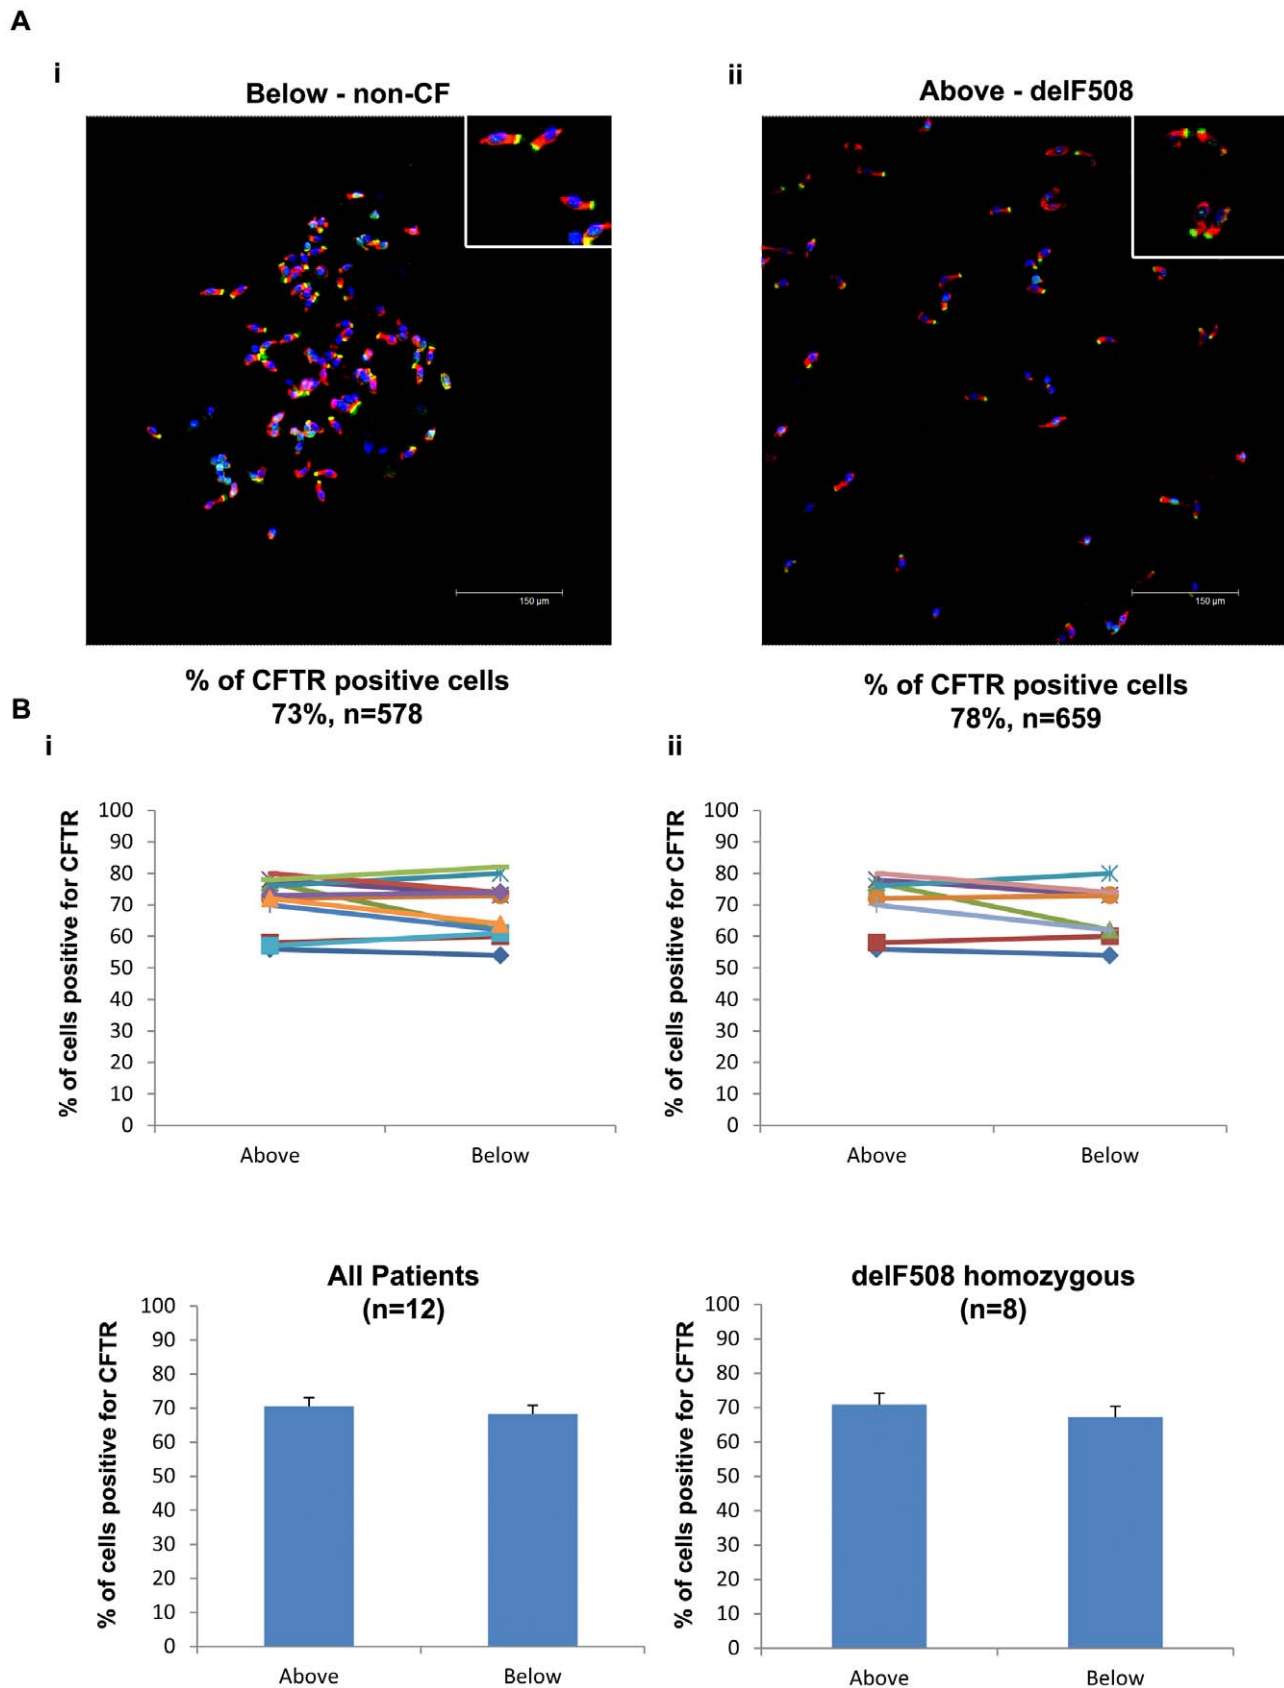 A
i
ii
Below - non-CF
Above - delF508
150 µm
150 µm
% of CFTR positive cells
73%, n=578
% of CFTR positive cells
78%, n=659
B
i
ii
% of cells positive for CFTR
100
90
80
70
60
50
40
30
20
10
0
Above
Below
% of cells positive for CFTR
100
90
80
70
60
50
40
30
20
10
0
Above
Below
All Patients
(n=12)
% of cells positive for CFTR
100
90
80
70
60
50
40
30
20
10
0
Above
Below
delF508 homozygous
(n=8)
% of cells positive for CFTR
100
90
80
70
60
50
40
30
20
10
0
Above
Below